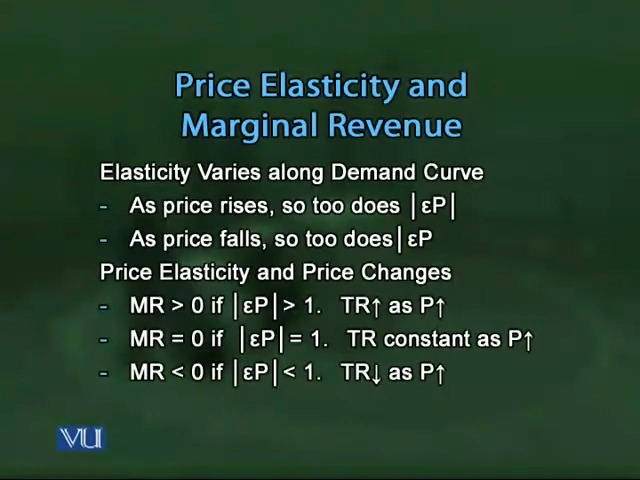 Price Elasticity and
Marginal Revenue
Elasticity Varies along Demand Curve
- As price rises, so too does |εP|
- As price falls, so too does|εP
Price Elasticity and Price Changes
- MR > 0 if |εP|> 1. TR↑ as P↑
- MR = 0 if |εP|= 1. TR constant as P↑
- MR < 0 if |εP|< 1. TR↓ as P↑
VU